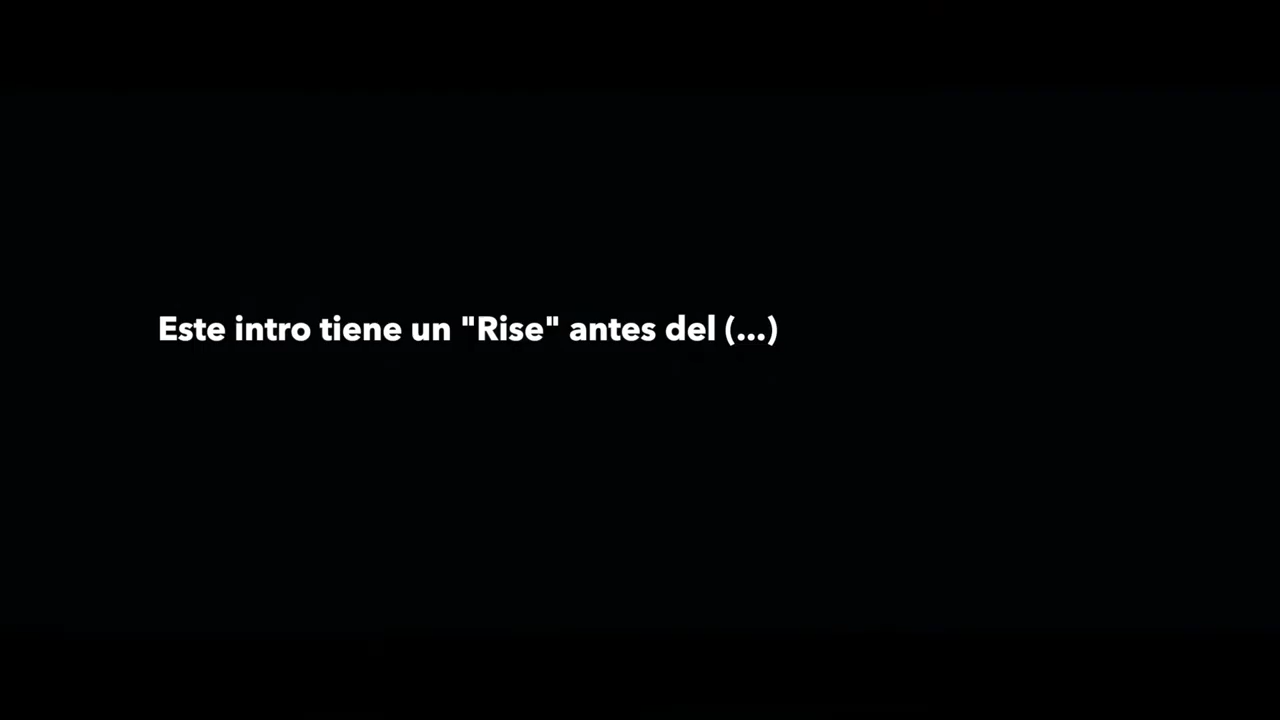 Este intro tiene un "Rise" antes del (...)